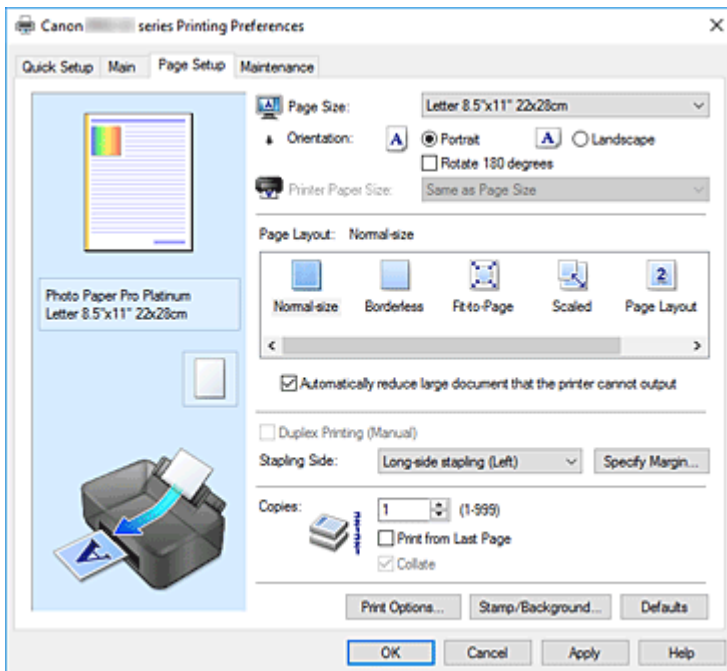 Canon series Printing Preferences
Quick Setup Main Page Setup Maintenance
Page Size: Letter 8.5"x11" 22x28cm
Orientation: A Portrait A Landscape
Rotate 180 degrees
Printer Paper Size: Same as Page Size
Page Layout: Normal-size
2
Normal-size Borderless Fit-to-Page Scaled Page Layout
Photo Paper Pro Platinum
Letter 8.5"x11" 22x28cm
Automatically reduce large document that the printer cannot output
Duplex Printing (Manual)
Stapling Side: Long-side stapling (Left) Specify Margin...
Copies: 1 (1-999)
Print from Last Page
Collate
A
Print Options... Stamp/Background... Defaults
OK Cancel Apply Help